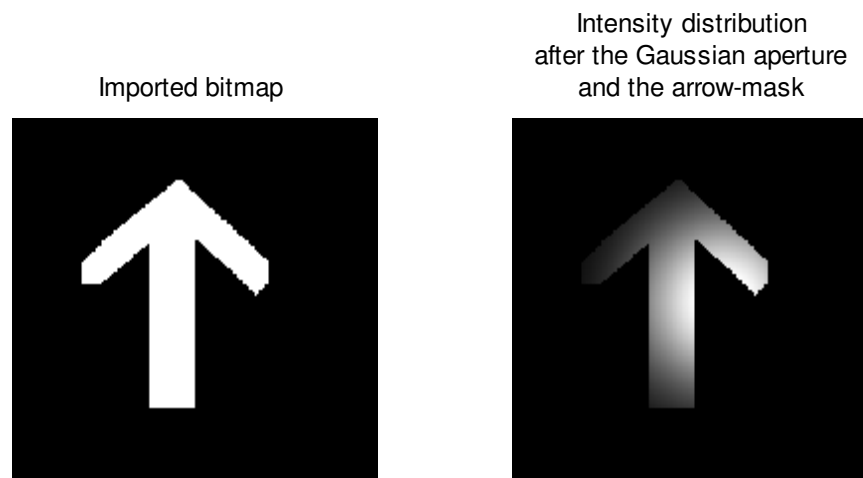 Imported bitmap
Intensity distribution
after the Gaussian aperture
and the arrow-mask